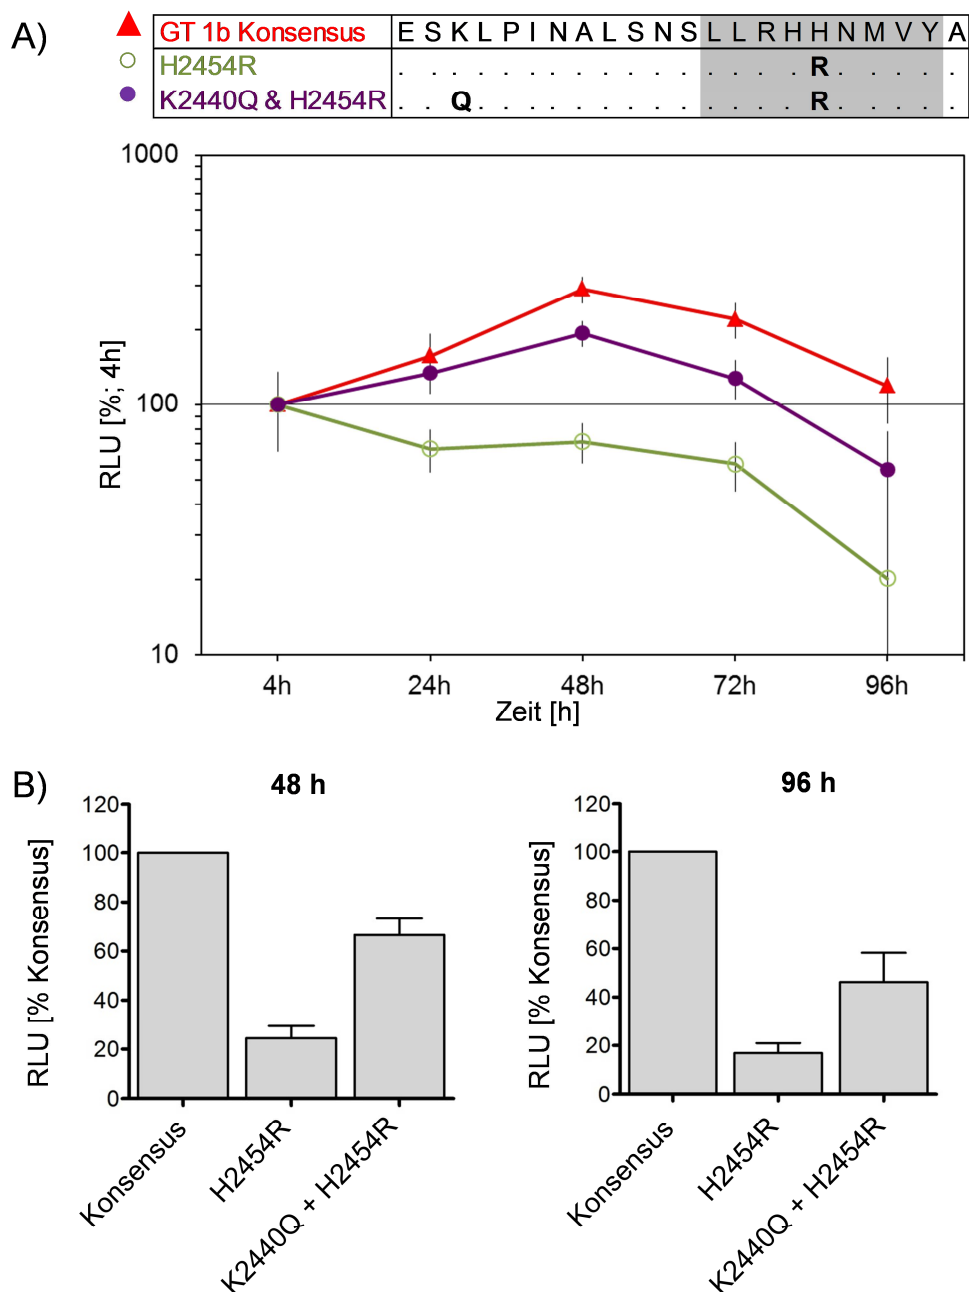 A)
GT 1b Konsensus E S K L P I N A L S N S L L R H H N M V Y A
H2454R . . . . . . . . . . . . . . . . R . . . . .
K2440Q & H2454R . . Q . . . . . . . . . . . . . R . . . . .
1000
100
10
RLU [%; 4h]
4h 24h 48h 72h 96h
Zeit [h]
B)
48 h
120
100
80
60
40
20
0
RLU [% Konsensus]
Konsensus
H2454R
K2440Q + H2454R
96 h
120
100
80
60
40
20
0
RLU [% Konsensus]
Konsensus
H2454R
K2440Q + H2454R